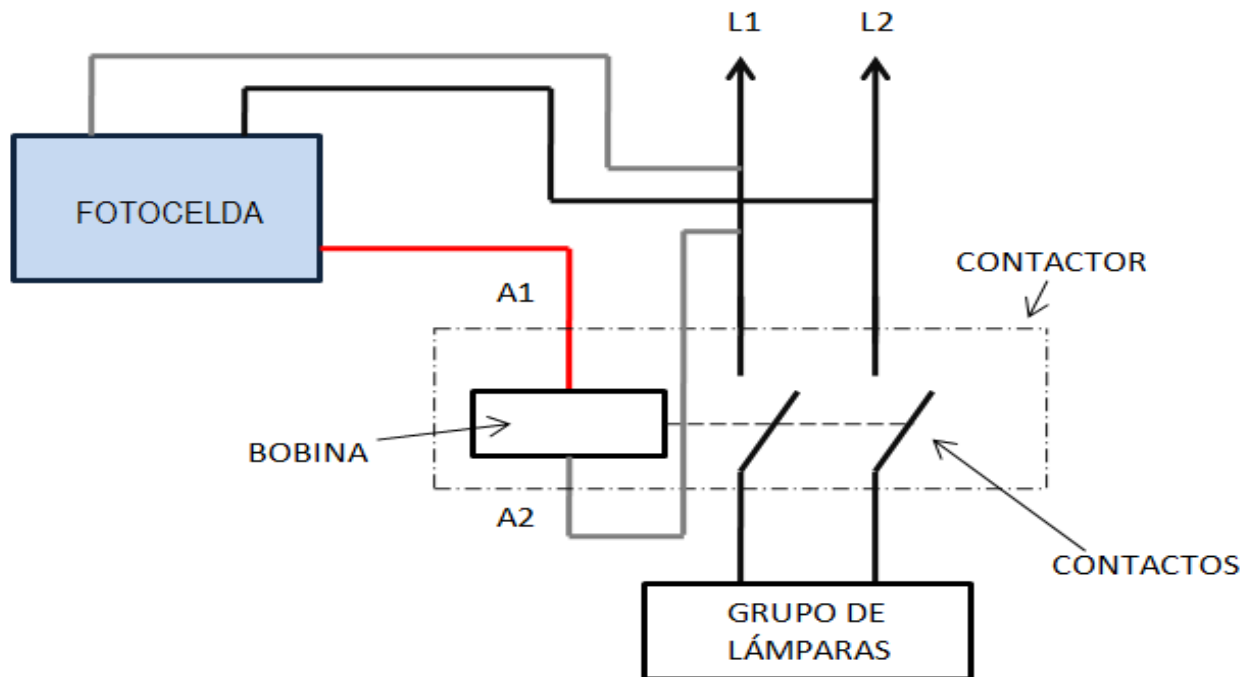 L1
L2
FOTOCELDA
CONTACTOR
A1
BOBINA
A2
CONTACTOS
GRUPO DE
LÁMPARAS